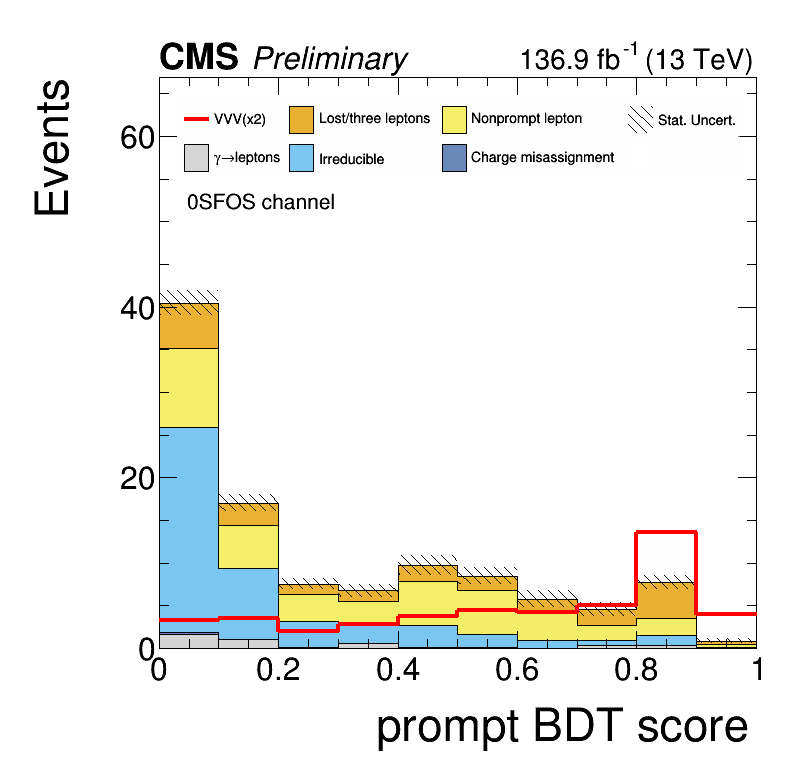 CMS Preliminary 136.9 fb⁻¹ (13 TeV)
Events
VVV(x2) Lost/three leptons Nonprompt lepton Stat. Uncert.
γ→leptons Irreducible Charge misassignment
0SFOS channel
60
40
20
0
0 0.2 0.4 0.6 0.8 1
prompt BDT score